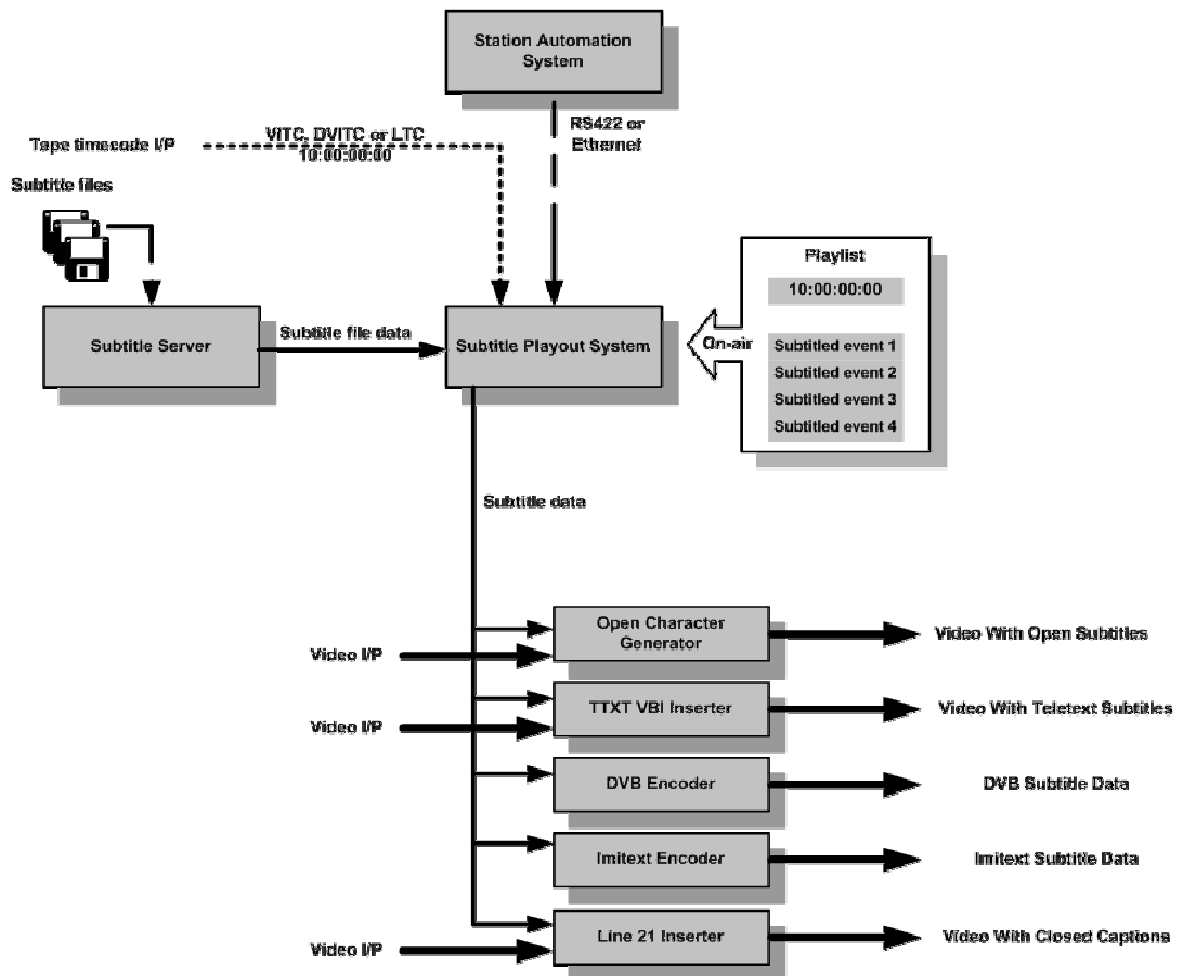 Station Automation
System
RS422 or
Ethernet
VITC, DVITC or LTC
10:00:00:00
Tape timecode I/P
Subtitle files
Playlist
10:00:00:00
Subtitle Server
Subtitle file data
Subtitle Playout System
On-air
Subtitled event 1
Subtitled event 2
Subtitled event 3
Subtitled event 4
Subtitle data
Open Character
Generator
Video With Open Subtitles
Video I/P
TTXT VBI Inserter
Video With Teletext Subtitles
Video I/P
DVB Encoder
DVB Subtitle Data
Imitext Encoder
Imitext Subtitle Data
Line 21 Inserter
Video With Closed Captions
Video I/P